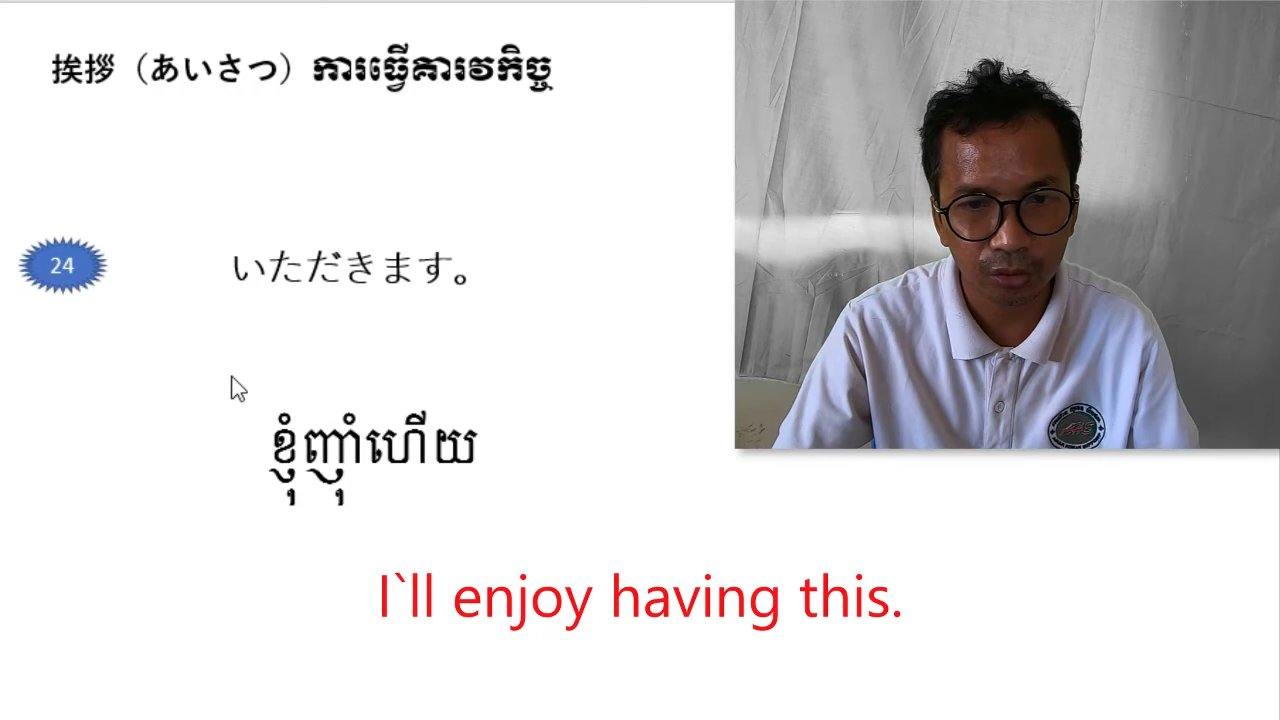 挨拶（あいさつ）ការធ្វើគារវកិច្ច
24
いただきます。
ខ្ញុំញ៉ាំហើយ
I`ll enjoy having this.